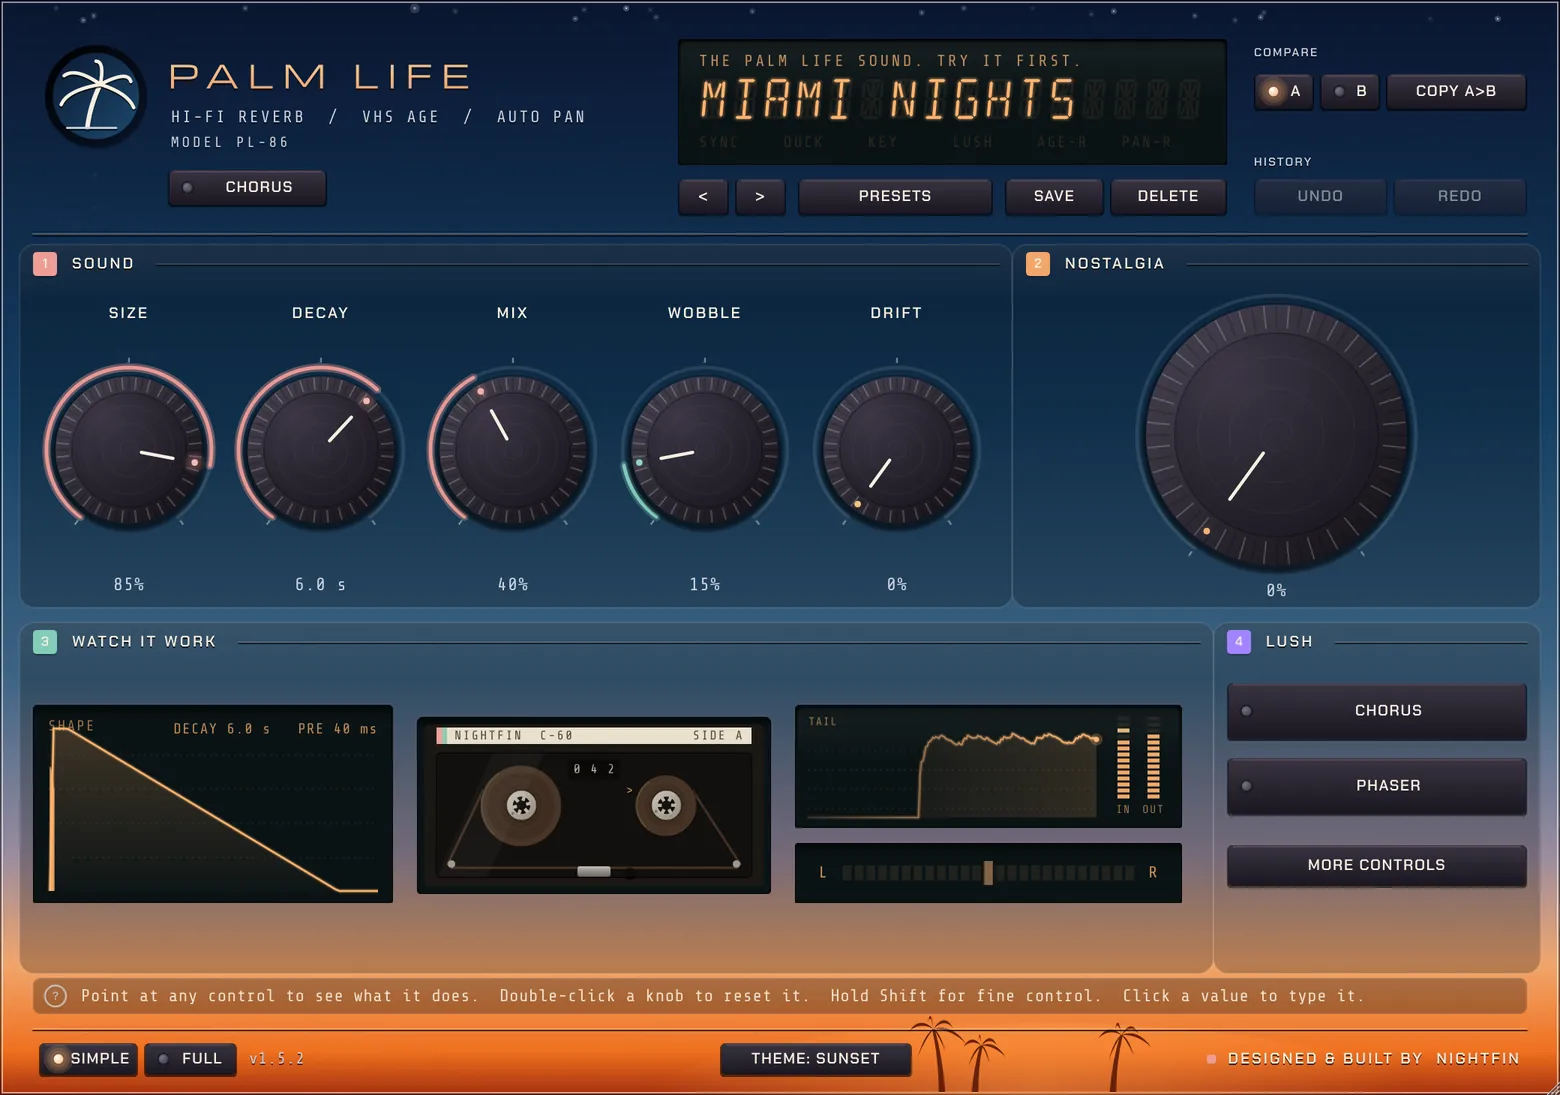 PALM LIFE
HI-FI REVERB / VHS AGE / AUTO PAN
MODEL PL-86
CHORUS
THE PALM LIFE SOUND. TRY IT FIRST.
MIAMI NIGHTS
SYNC DUCK KEY LUSH AGE-R PAN-R
< > PRESETS SAVE DELETE
COMPARE
A B COPY A>B
HISTORY
UNDO REDO
1 SOUND
SIZE DECAY MIX WOBBLE DRIFT
85% 6.0 s 40% 15% 0%
2 NOSTALGIA
0%
3 WATCH IT WORK
SHAPE DECAY 6.0 s PRE 40 ms
NIGHTFIN C-60 SIDE A
0 4 2
>
TAIL
IN OUT
L R
4 LUSH
CHORUS
PHASER
MORE CONTROLS
? Point at any control to see what it does. Double-click a knob to reset it. Hold Shift for fine control. Click a value to type it.
SIMPLE FULL v1.5.2 THEME: SUNSET DESIGNED & BUILT BY NIGHTFIN